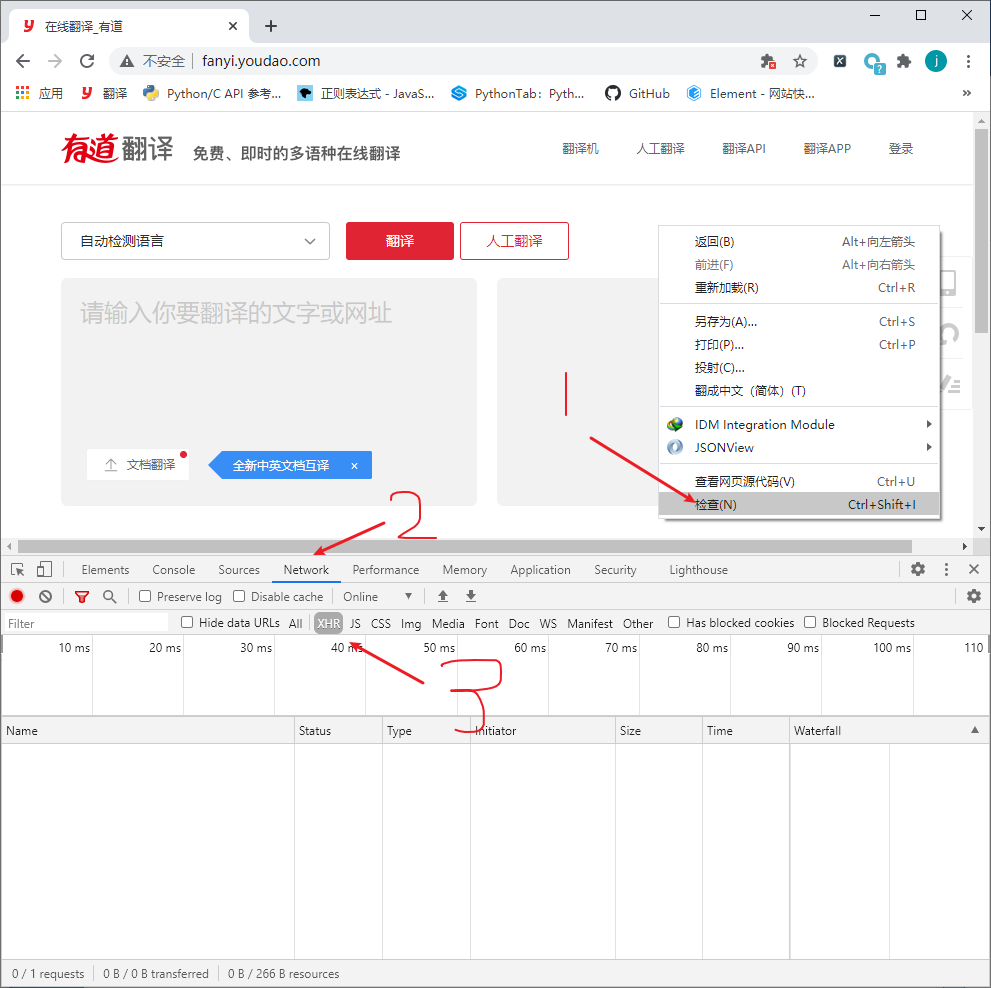 在线翻译_有道
不安全 fanyi.youdao.com
j
应用 翻译 Python/C API 参考... 正则表达式 - JavaS... PythonTab：Pyth... GitHub Element - 网站快... »
有道翻译 免费、即时的多语种在线翻译 翻译机 人工翻译 翻译API 翻译APP 登录
自动检测语言 翻译 人工翻译
请输入你要翻译的文字或网址
文档翻译 全新中英文档互译 ×
返回(B) Alt+向左箭头
前进(F) Alt+向右箭头
重新加载(R) Ctrl+R
另存为(A)... Ctrl+S
打印(P)... Ctrl+P
投射(C)...
翻成中文（简体）(T)
IDM Integration Module
JSONView
查看网页源代码(V) Ctrl+U
检查(N) Ctrl+Shift+I
1
2
Elements Console Sources Network Performance Memory Application Security Lighthouse
Preserve log Disable cache Online
Filter Hide data URLs All XHR JS CSS Img Media Font Doc WS Manifest Other Has blocked cookies Blocked Requests
10 ms 20 ms 30 ms 40 ms 50 ms 60 ms 70 ms 80 ms 90 ms 100 ms 110
3
Name Status Type Initiator Size Time Waterfall
0 / 1 requests 0 B / 0 B transferred 0 B / 266 B resources